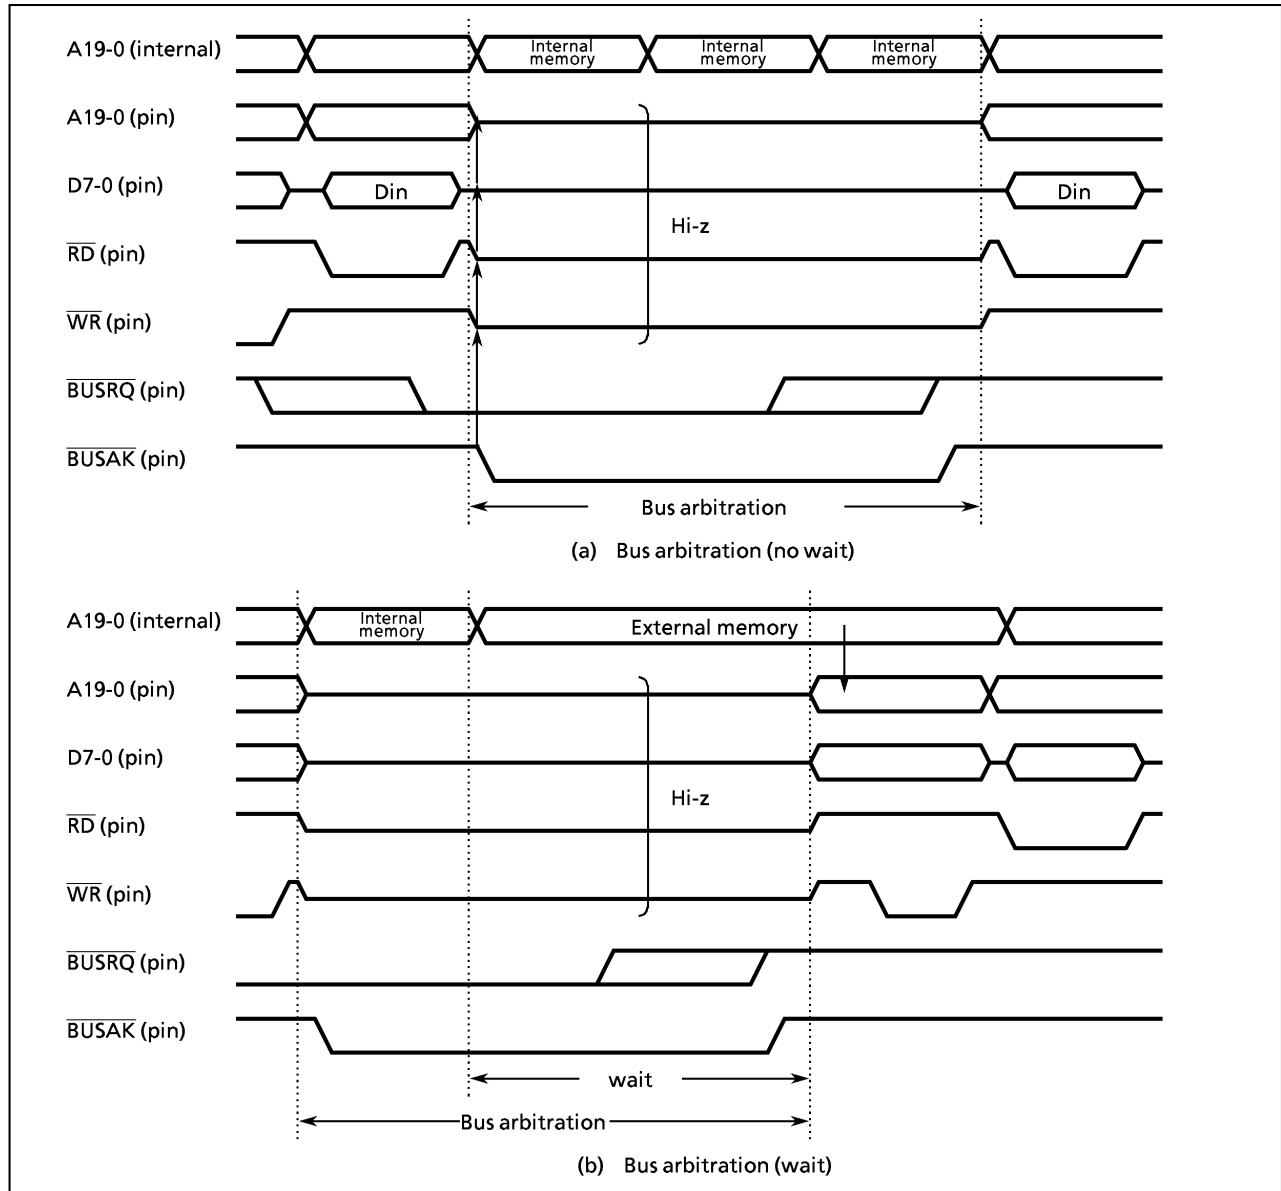 A19-0 (internal)
Internal memory
Internal memory
Internal memory
A19-0 (pin)
D7-0 (pin)
Din
Din
Hi-z
RD (pin)
WR (pin)
BUSRQ (pin)
BUSAK (pin)
Bus arbitration
(a) Bus arbitration (no wait)
A19-0 (internal)
Internal memory
External memory
A19-0 (pin)
D7-0 (pin)
Hi-z
RD (pin)
WR (pin)
BUSRQ (pin)
BUSAK (pin)
wait
Bus arbitration
(b) Bus arbitration (wait)